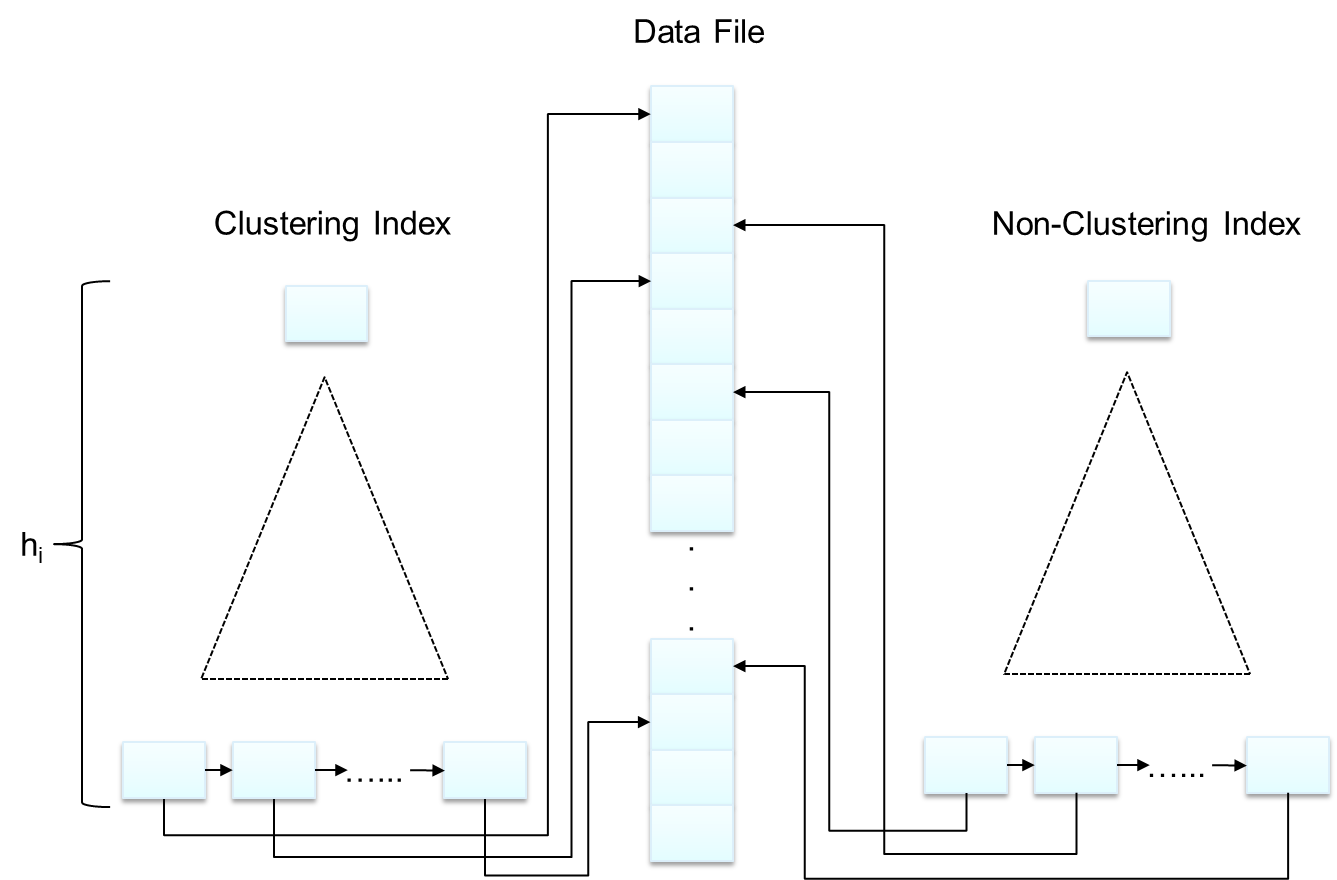 Data File
Clustering Index
Non-Clustering Index
hi